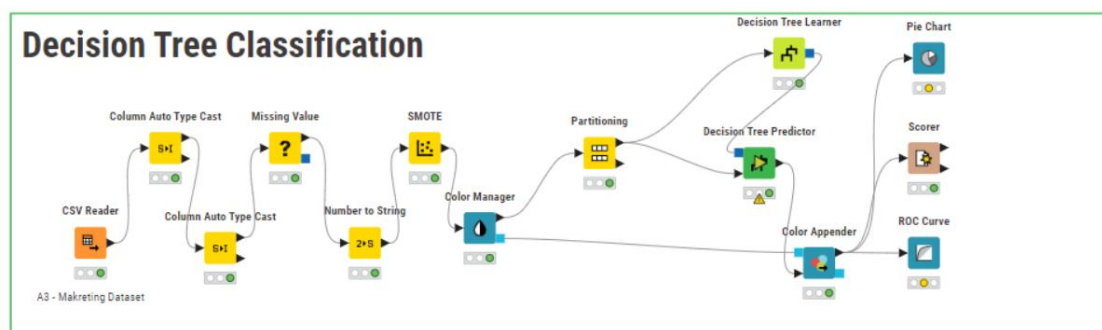 Decision Tree Classification
Decision Tree Learner
Pie Chart
Column Auto Type Cast
Missing Value
SMOTE
Partitioning
Decision Tree Predictor
Scorer
S▸I
?
CSV Reader
Column Auto Type Cast
Number to String
Color Manager
Color Appender
ROC Curve
S▸I
2▸S
A3 - Makreting Dataset